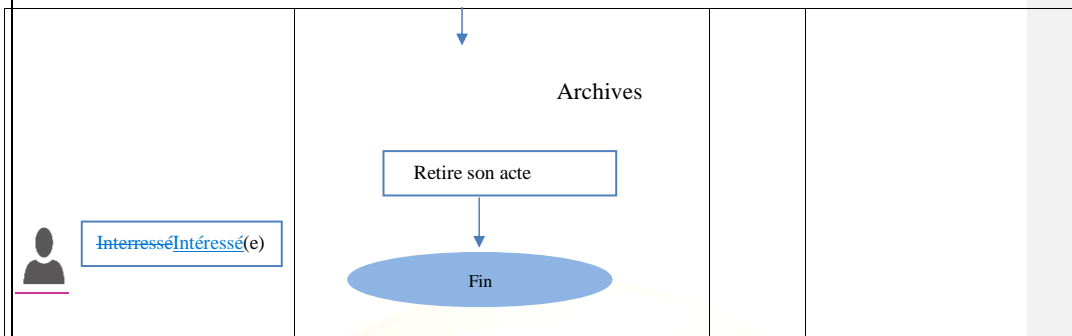 Archives
Retire son acte
InterresséIntéressé(e)
Fin